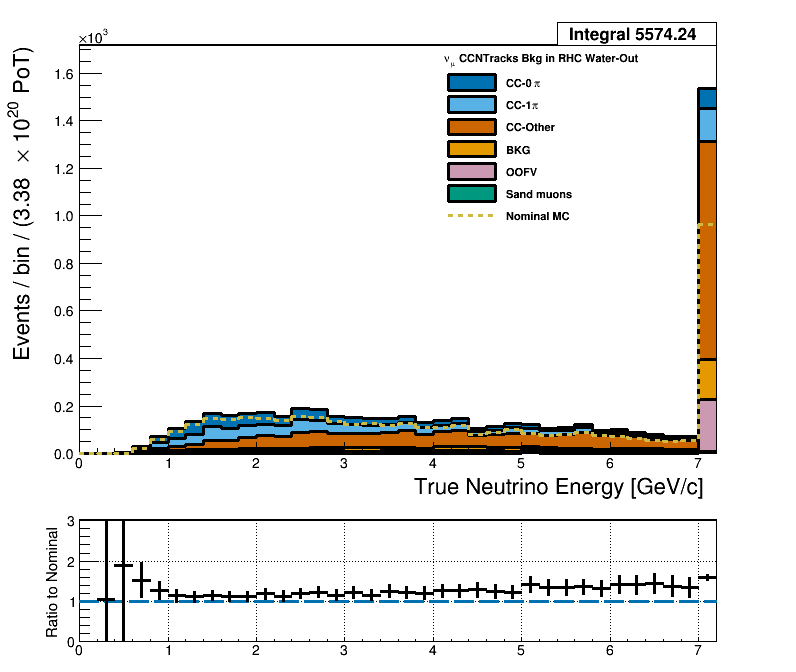 Integral 5574.24
×10³
ν_μ CCNTracks Bkg in RHC Water-Out
CC-0 π
CC-1π
CC-Other
BKG
OOFV
Sand muons
Nominal MC
Events / bin / (3.38 × 10²⁰ PoT)
1.6
1.4
1.2
1.0
0.8
0.6
0.4
0.2
0.0
0 1 2 3 4 5 6 7
True Neutrino Energy [GeV/c]
Ratio to Nominal
3
2
1
0
0 1 2 3 4 5 6 7